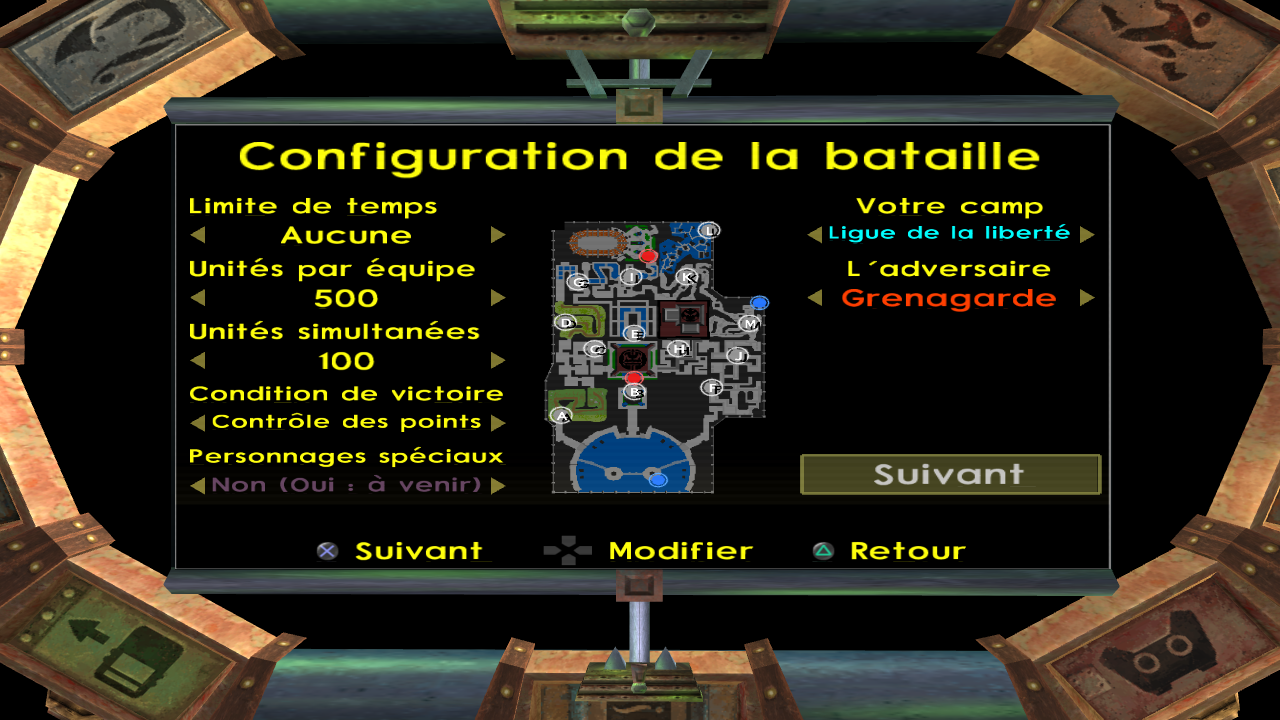 Configuration de la bataille
Limite de temps
Aucune
Unités par équipe
500
Unités simultanées
100
Condition de victoire
Contrôle des points
Personnages spéciaux
Non (Oui : à venir)
L
G
I
K
D
E
M
C
H
J
B
F
A
Votre camp
Ligue de la liberté
L´adversaire
Grenagarde
Suivant
Suivant
Modifier
Retour